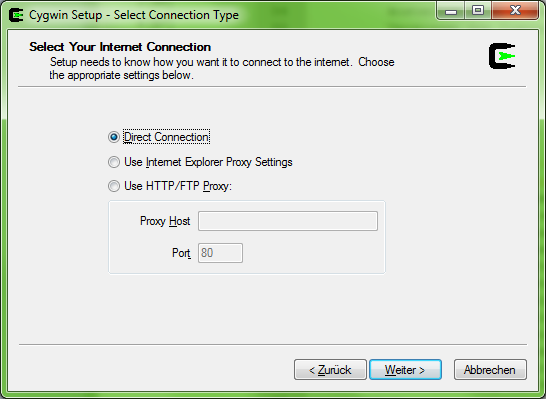 Cygwin Setup - Select Connection Type
Select Your Internet Connection
Setup needs to know how you want it to connect to the internet. Choose
the appropriate settings below.
Direct Connection
Use Internet Explorer Proxy Settings
Use HTTP/FTP Proxy:
Proxy Host
Port 80
< Zurück Weiter > Abbrechen